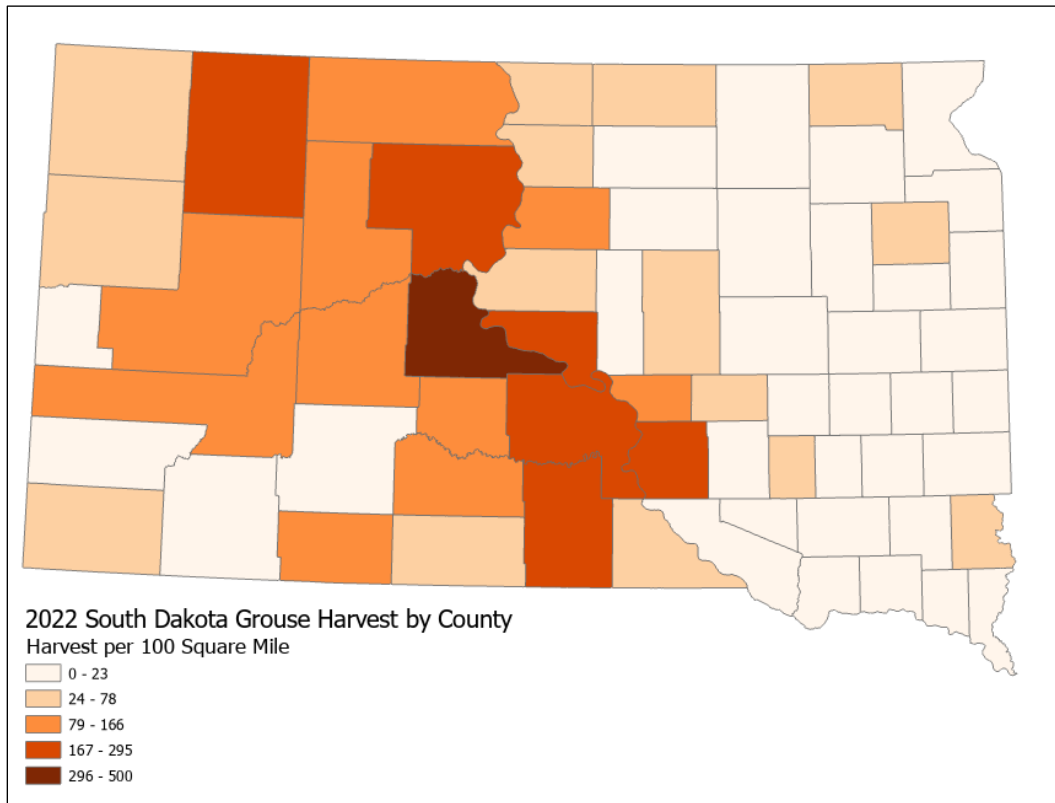 2022 South Dakota Grouse Harvest by County
Harvest per 100 Square Mile
0 - 23
24 - 78
79 - 166
167 - 295
296 - 500